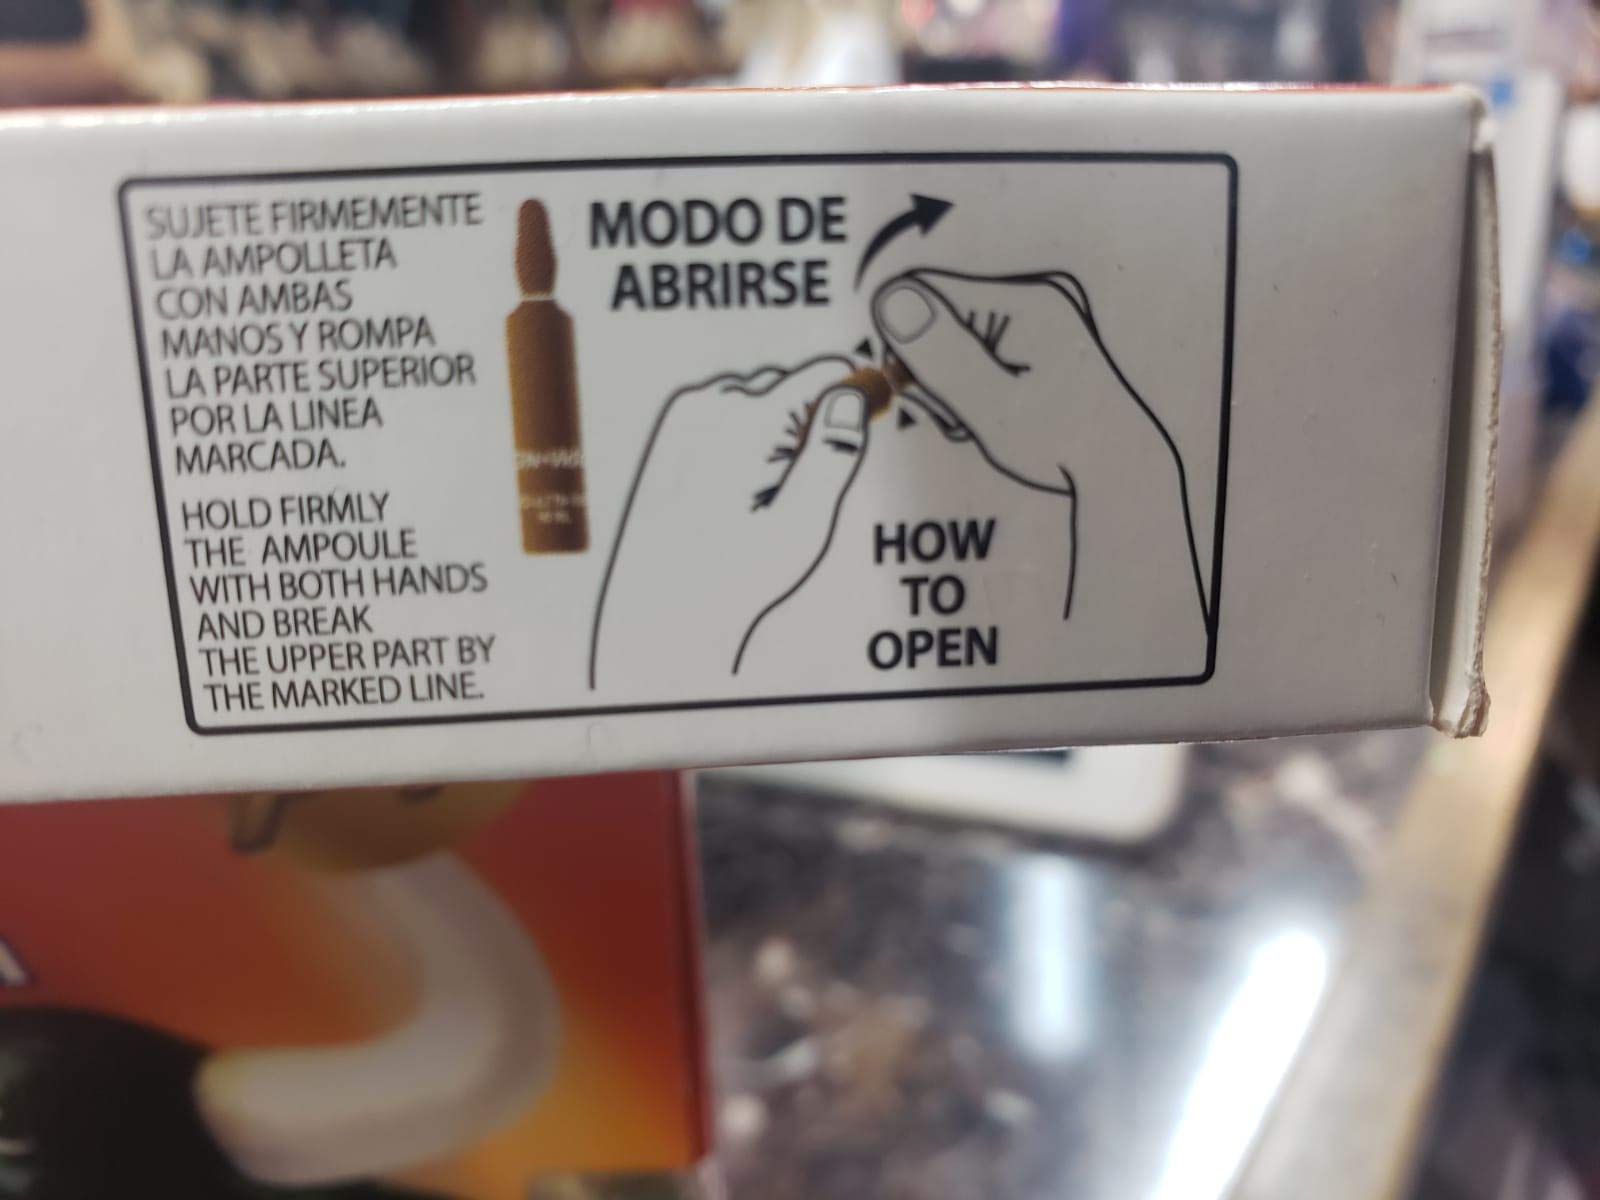 SUJETE FIRMEMENTE
LA AMPOLLETA
CON AMBAS
MANOS Y ROMPA
LA PARTE SUPERIOR
POR LA LINEA
MARCADA.
HOLD FIRMLY
THE AMPOULE
WITH BOTH HANDS
AND BREAK
THE UPPER PART BY
THE MARKED LINE.
MODO DE
ABRIRSE
HOW
TO
OPEN